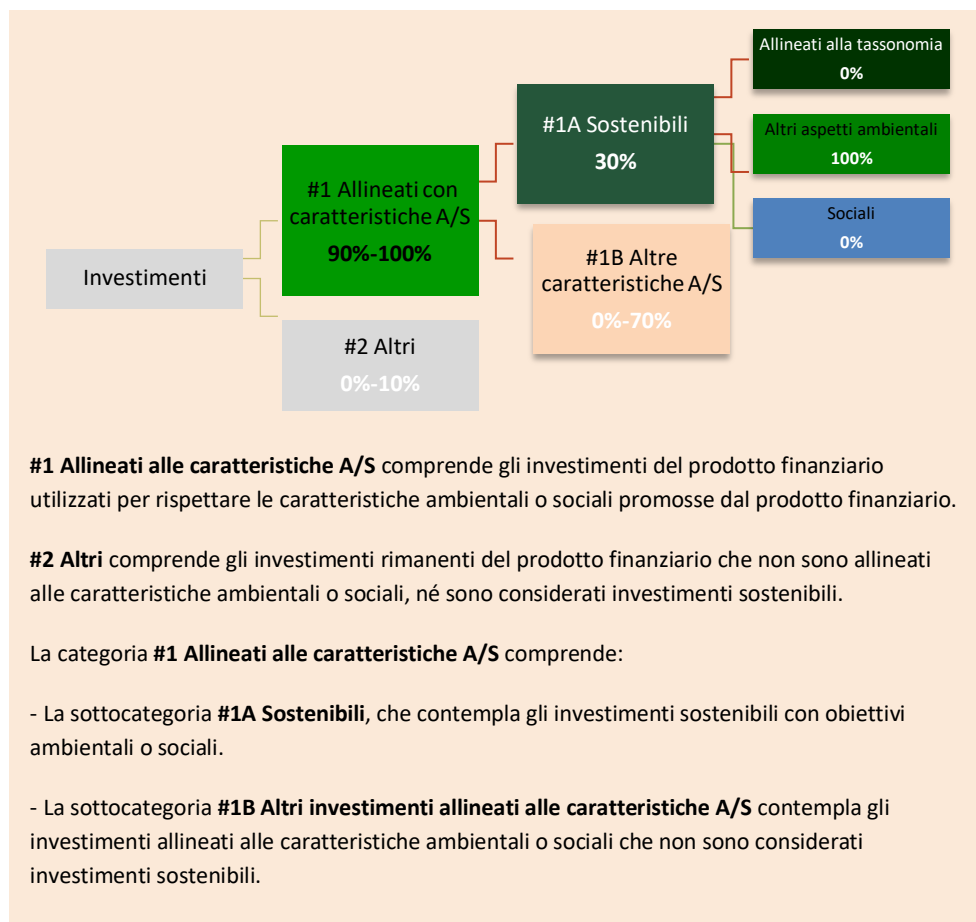 Allineati alla tassonomia
0%
#1A Sostenibili
30%
Altri aspetti ambientali
100%
#1 Allineati con
caratteristiche A/S
90%-100%
Sociali
0%
Investimenti
#1B Altre
caratteristiche A/S
0%-70%
#2 Altri
0%-10%
#1 Allineati alle caratteristiche A/S comprende gli investimenti del prodotto finanziario
utilizzati per rispettare le caratteristiche ambientali o sociali promosse dal prodotto finanziario.
#2 Altri comprende gli investimenti rimanenti del prodotto finanziario che non sono allineati
alle caratteristiche ambientali o sociali, né sono considerati investimenti sostenibili.
La categoria #1 Allineati alle caratteristiche A/S comprende:
- La sottocategoria #1A Sostenibili, che contempla gli investimenti sostenibili con obiettivi
ambientali o sociali.
- La sottocategoria #1B Altri investimenti allineati alle caratteristiche A/S contempla gli
investimenti allineati alle caratteristiche ambientali o sociali che non sono considerati
investimenti sostenibili.